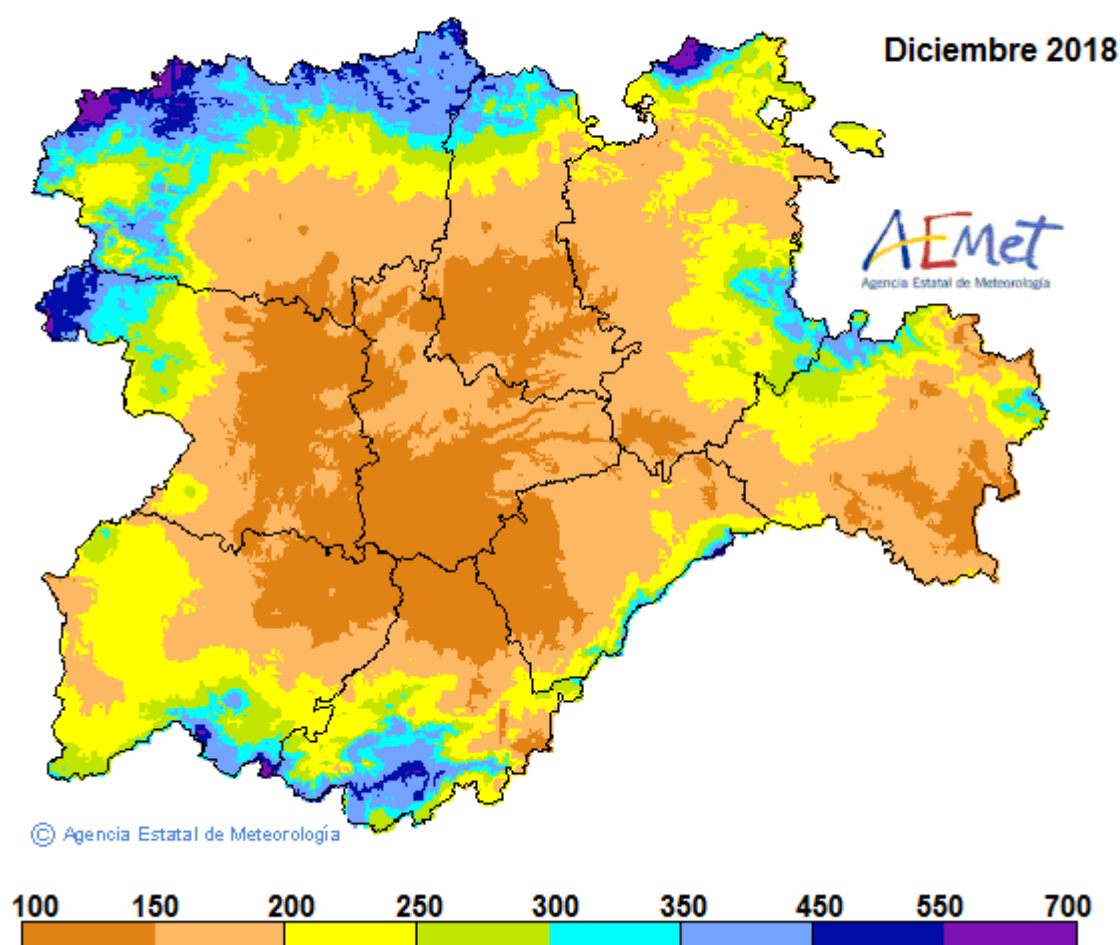 Diciembre 2018
AEMet
Agencia Estatal de Meteorología
© Agencia Estatal de Meteorología
100 150 200 250 300 350 450 550 700